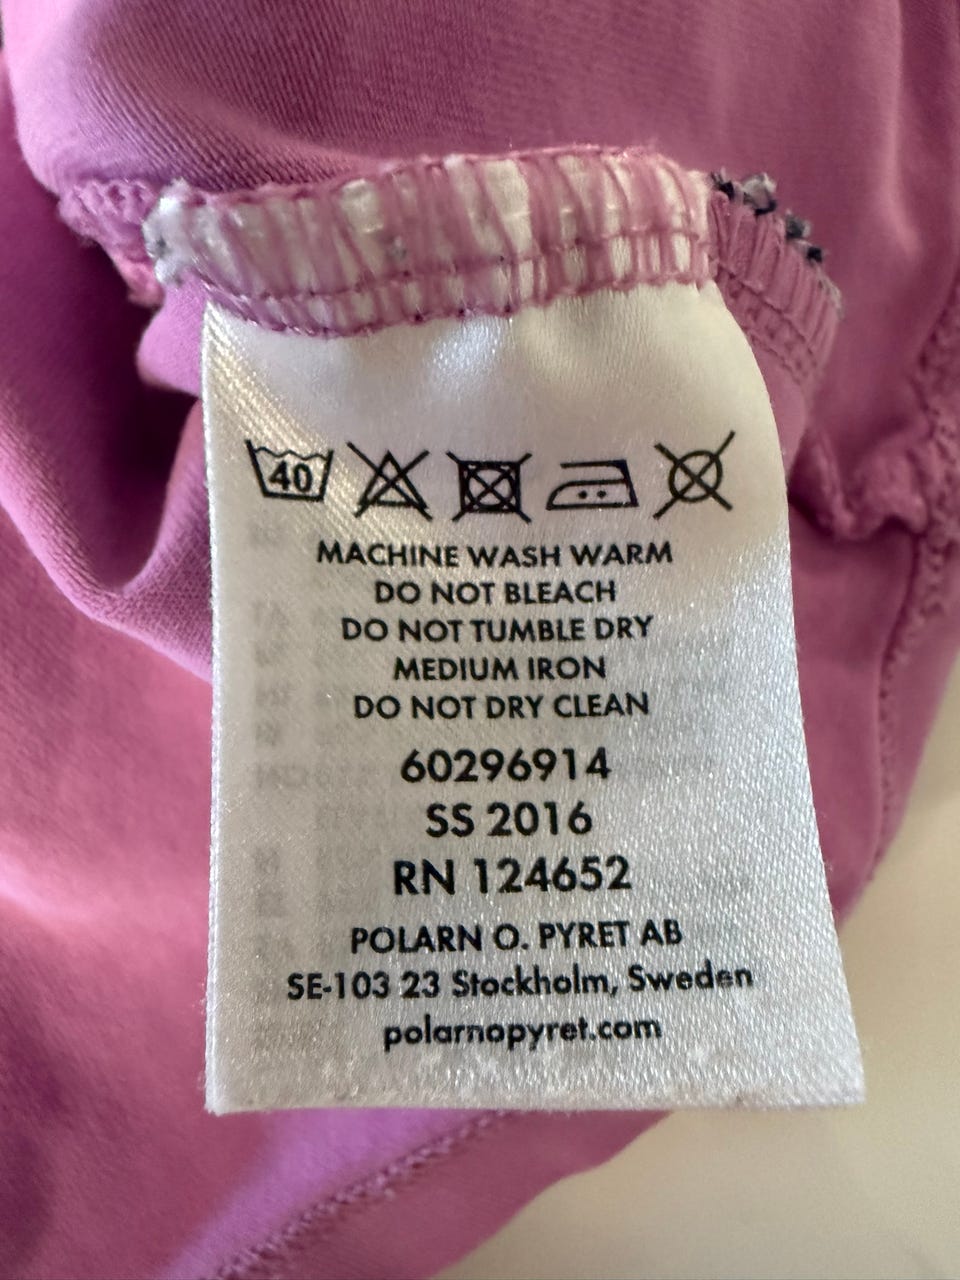 40
MACHINE WASH WARM
DO NOT BLEACH
DO NOT TUMBLE DRY
MEDIUM IRON
DO NOT DRY CLEAN
60296914
SS 2016
RN 124652
POLARN O. PYRET AB
SE-103 23 Stockholm, Sweden
polarnopyret.com